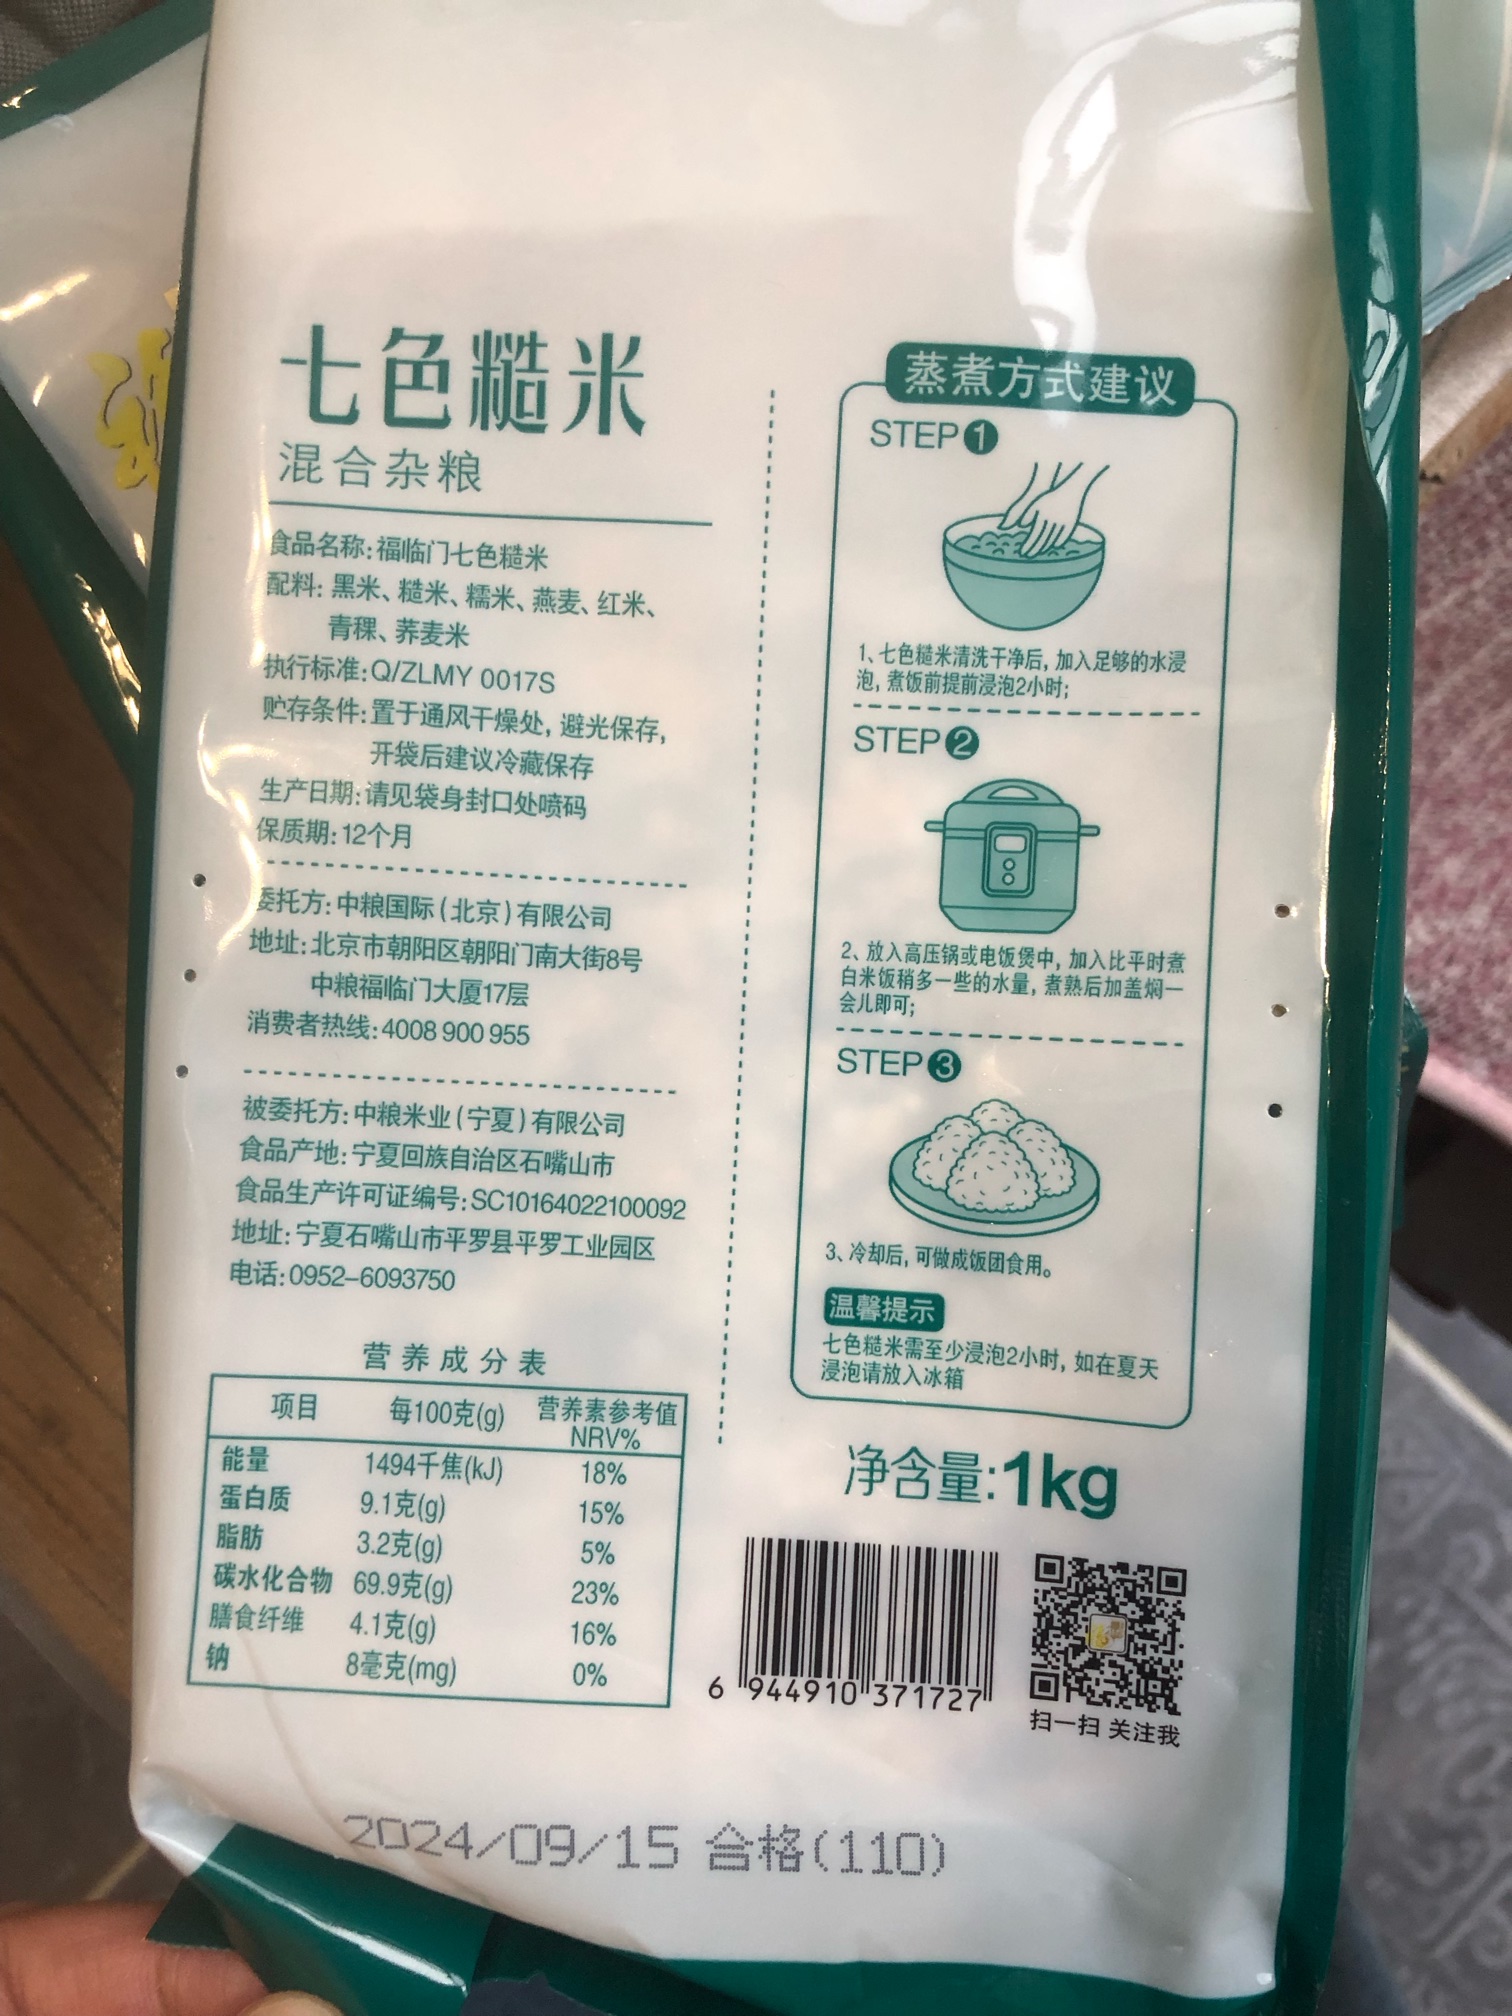 七色糙米
混合杂粮
食品名称:福临门七色糙米
配料: 黑米、糙米、糯米、燕麦、红米、
青稞、荞麦米
执行标准:Q/ZLMY 0017S
贮存条件:置于通风干燥处, 避光保存,
开袋后建议冷藏保存
生产日期:请见袋身封口处喷码
保质期: 12个月
委托方: 中粮国际(北京)有限公司
地址: 北京市朝阳区朝阳门南大街8号
中粮福临门大厦17层
消费者热线: 4008 900 955
被委托方: 中粮米业(宁夏)有限公司
食品产地: 宁夏回族自治区石嘴山市
食品生产许可证编号: SC10164022100092
地址: 宁夏石嘴山市平罗县平罗工业园区
电话: 0952-6093750
营养成分表
项目 每100克(g) 营养素参考值
NRV%
能量 1494千焦(kJ) 18%
蛋白质 9.1克(g) 15%
脂肪 3.2克(g) 5%
碳水化合物 69.9克(g) 23%
膳食纤维 4.1克(g) 16%
钠 8毫克(mg) 0%
蒸煮方式建议
STEP 1
1、七色糙米清洗干净后, 加入足够的水浸
泡, 煮饭前提前浸泡2小时;
STEP 2
2、放入高压锅或电饭煲中, 加入比平时煮
白米饭稍多一些的水量, 煮熟后加盖焖一
会儿即可;
STEP 3
3、冷却后, 可做成饭团食用。
温馨提示
七色糙米需至少浸泡2小时, 如在夏天
浸泡请放入冰箱
净含量:1kg
6 944910 371727
扫一扫 关注我
2024/09/15 合格(110)